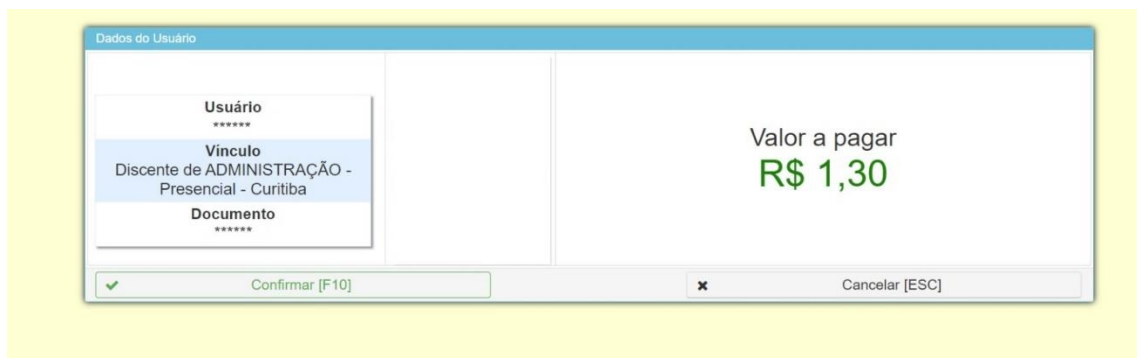 Dados do Usuário
Usuário
******
Vínculo
Discente de ADMINISTRAÇÃO -
Presencial - Curitiba
Documento
******
Valor a pagar
R$ 1,30
Confirmar [F10]
Cancelar [ESC]